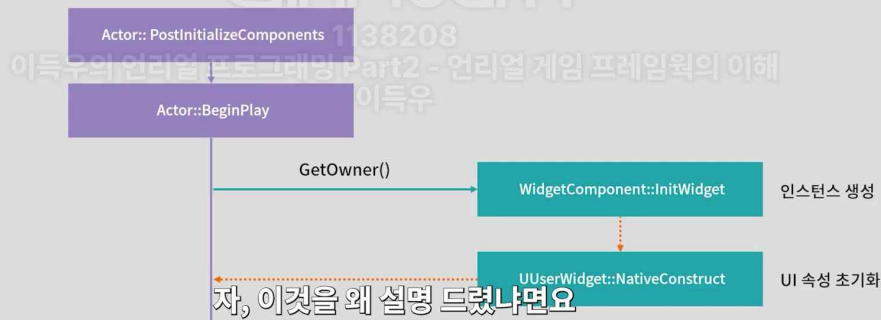 Actor:: PostInitializeComponents
1138208
이득우의 언리얼 프로그래밍 Part2 - 언리얼 게임 프레임웍의 이해
이득우
Actor::BeginPlay
GetOwner()
WidgetComponent::InitWidget
인스턴스 생성
UUserWidget::NativeConstruct
UI 속성 초기화
자, 이것을 왜 설명 드렸냐면요